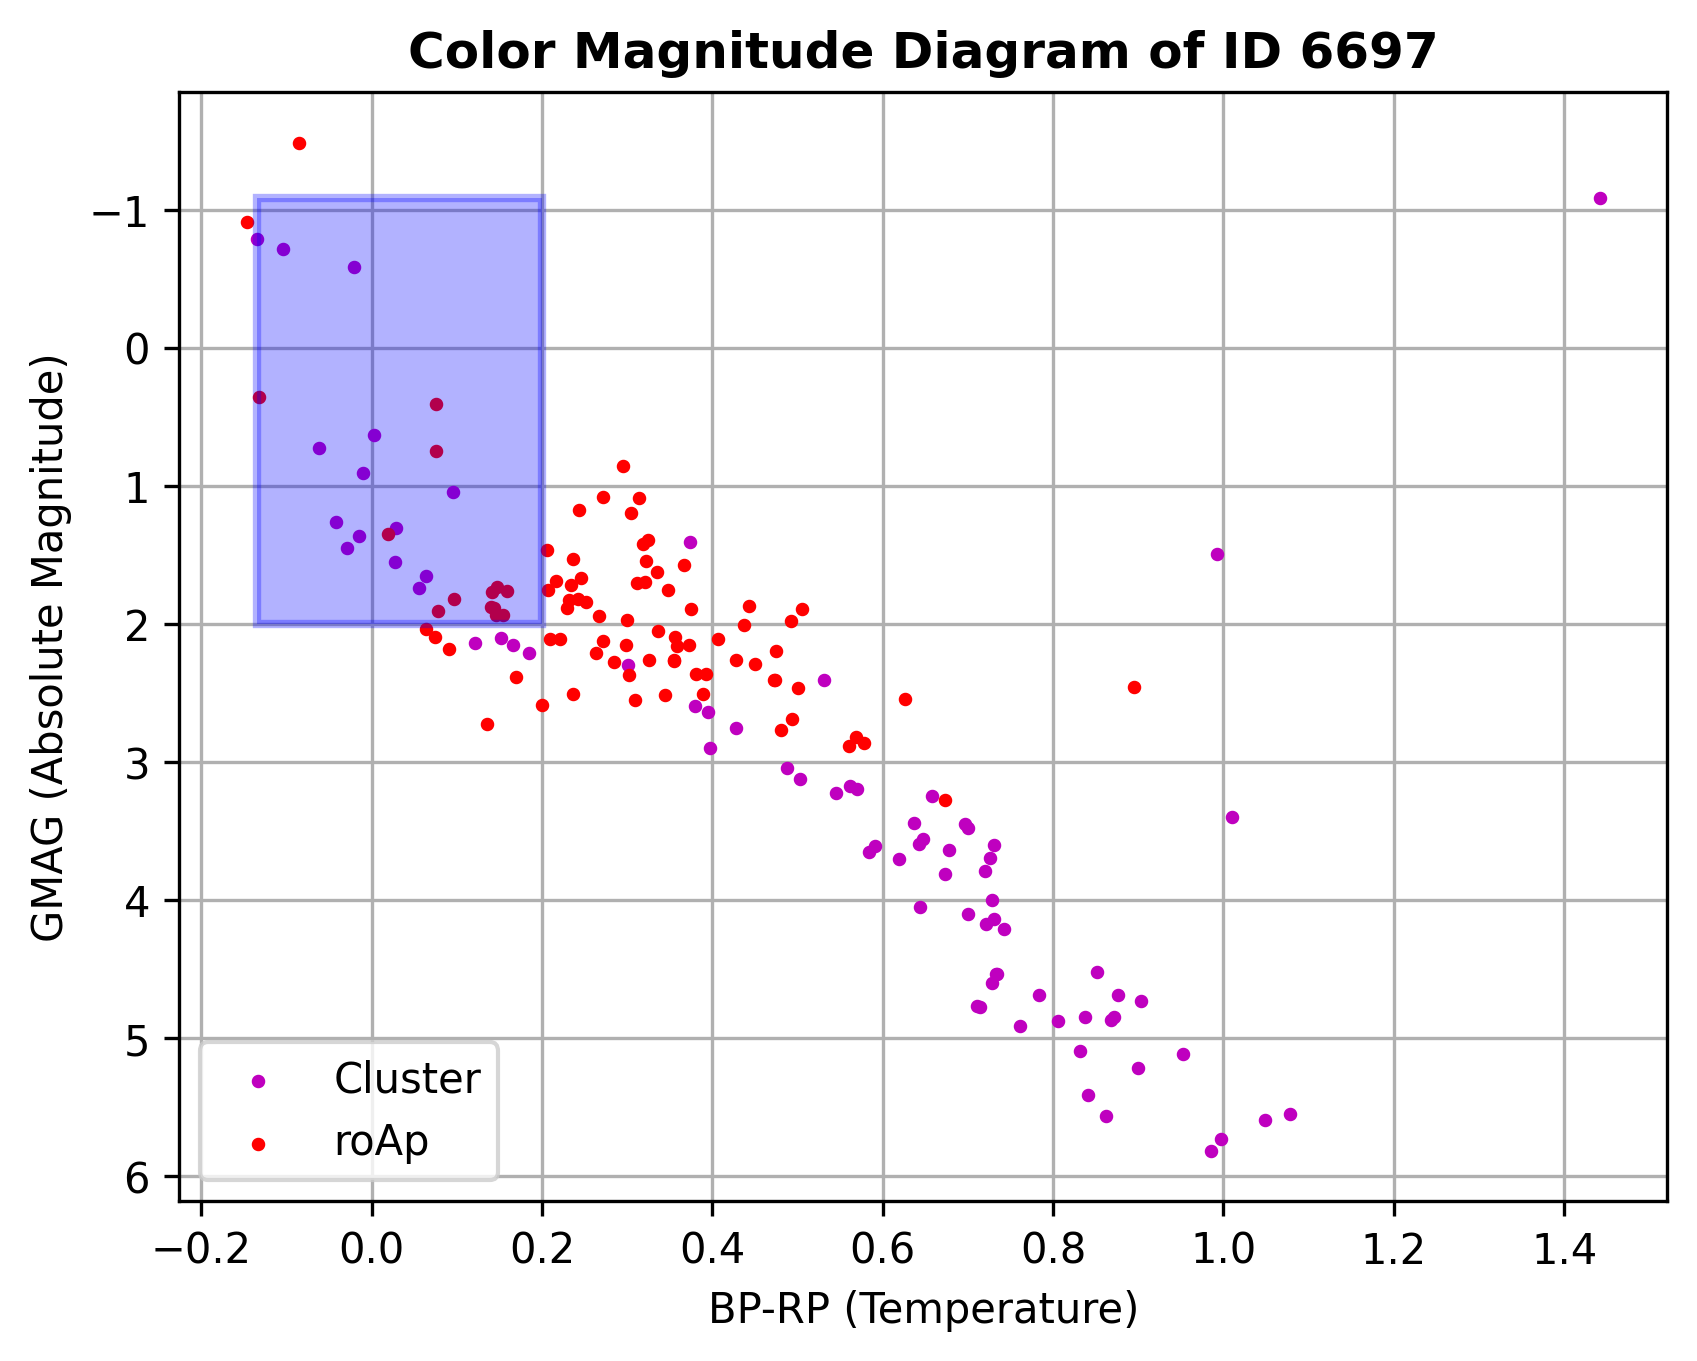 Color Magnitude Diagram of ID 6697
GMAG (Absolute Magnitude)
−1
0
1
2
3
4
5
6
Cluster
roAp
−0.2 0.0 0.2 0.4 0.6 0.8 1.0 1.2 1.4
BP-RP (Temperature)